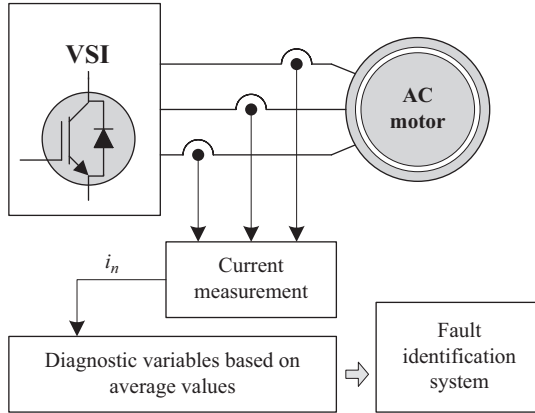 VSI
AC
motor
Current
measurement
i_n
Diagnostic variables based on
average values
Fault
identification
system